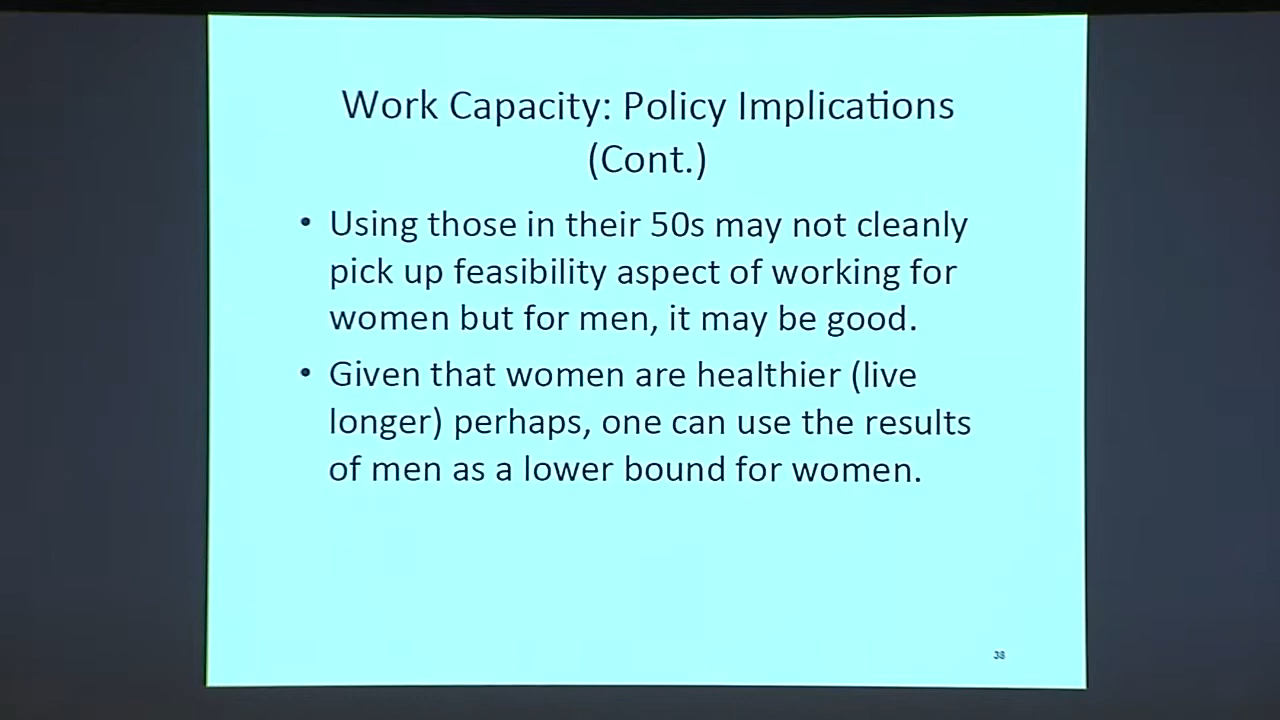 Work Capacity: Policy Implications
(Cont.)
• Using those in their 50s may not cleanly
pick up feasibility aspect of working for
women but for men, it may be good.
• Given that women are healthier (live
longer) perhaps, one can use the results
of men as a lower bound for women.
38